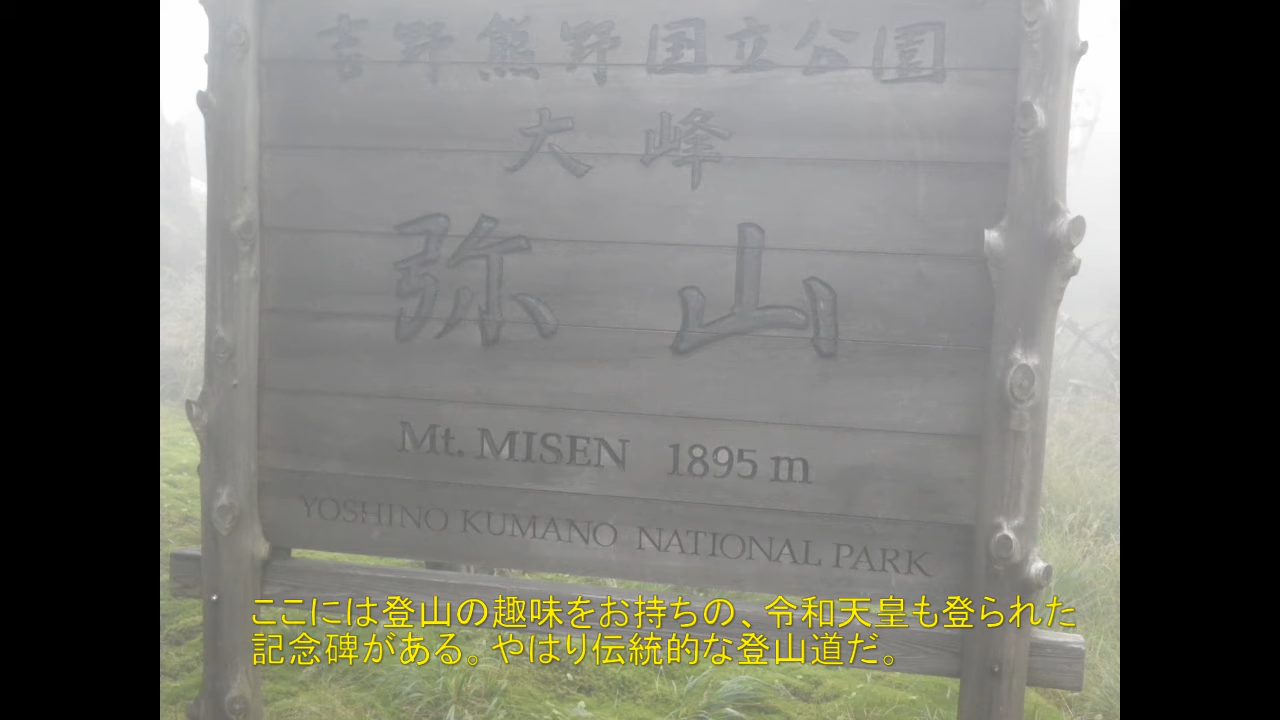 吉野熊野国立公園
大峰
弥山
Mt. MISEN 1895 m
YOSHINO KUMANO NATIONAL PARK
ここには登山の趣味をお持ちの、令和天皇も登られた
記念碑がある。やはり伝統的な登山道だ。